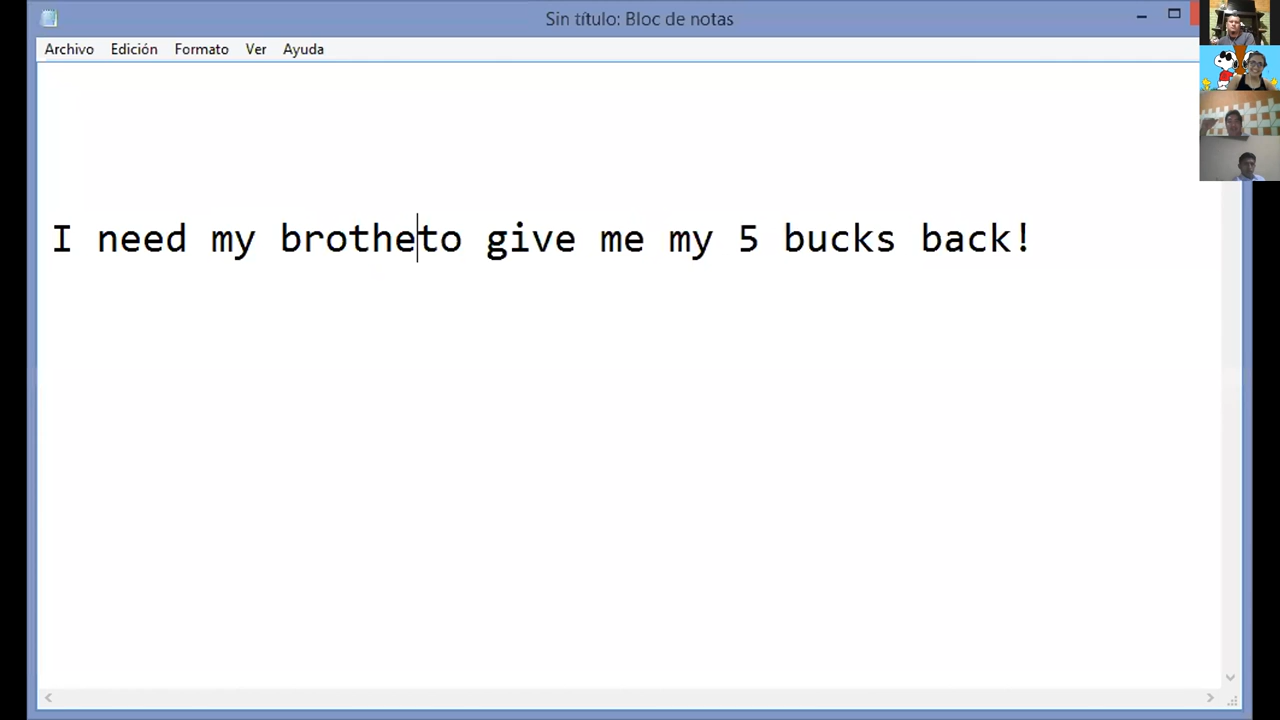 Sin título: Bloc de notas
Archivo Edición Formato Ver Ayuda
I need my brotheto give me my 5 bucks back!